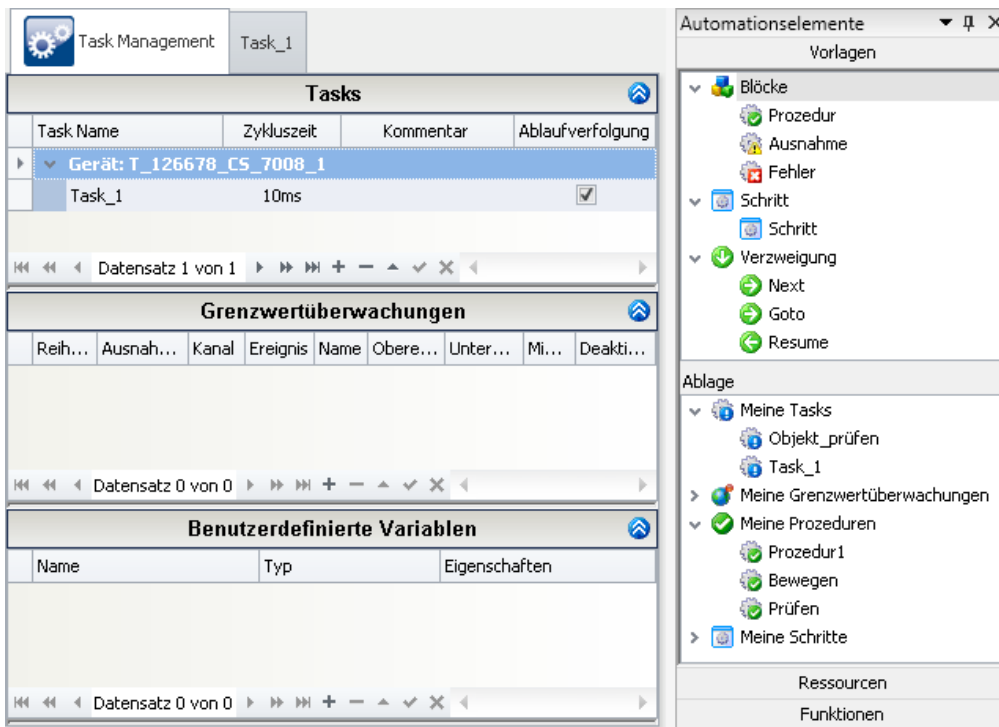 Task Management
Task_1
Tasks
Task Name Zykluszeit Kommentar Ablaufverfolgung
Gerät: T_126678_CS_7008_1
Task_1 10ms
Datensatz 1 von 1
Grenzwertüberwachungen
Reih... Ausnah... Kanal Ereignis Name Obere... Unter... Mi... Deakti...
Datensatz 0 von 0
Benutzerdefinierte Variablen
Name Typ Eigenschaften
Datensatz 0 von 0
Automationselemente
Vorlagen
Blöcke
Prozedur
Ausnahme
Fehler
Schritt
Schritt
Verzweigung
Next
Goto
Resume
Ablage
Meine Tasks
Objekt_prüfen
Task_1
Meine Grenzwertüberwachungen
Meine Prozeduren
Prozedur1
Bewegen
Prüfen
Meine Schritte
Ressourcen
Funktionen